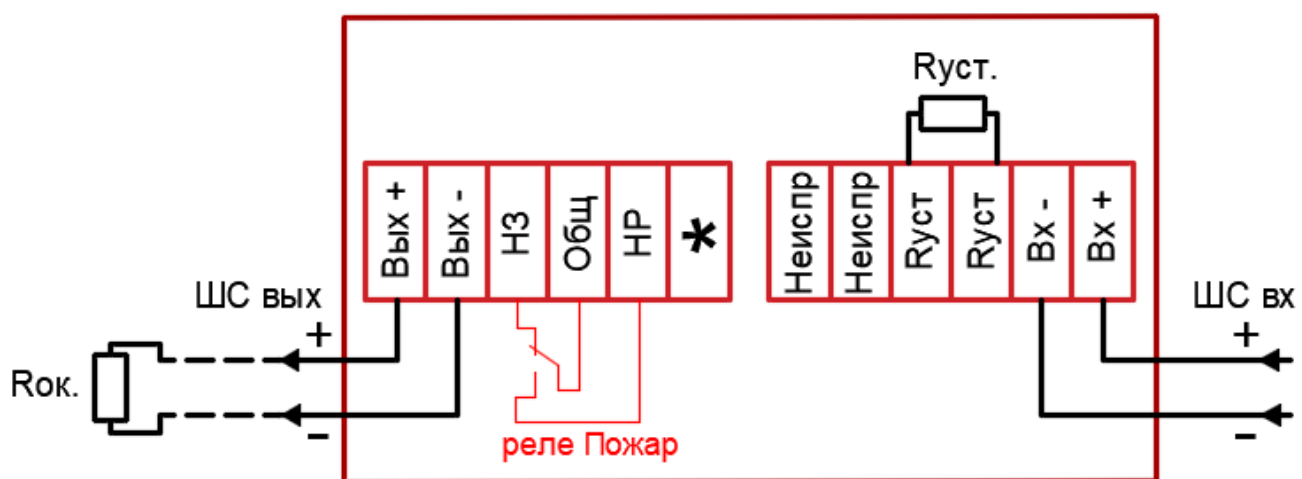 Rуст.
Вых +
Вых -
НЗ
Общ
НР
*
Неиспр
Неиспр
Rуст
Rуст
Вх -
Вх +
ШС вых
+
-
Rок.
ШС вх
+
-
реле Пожар